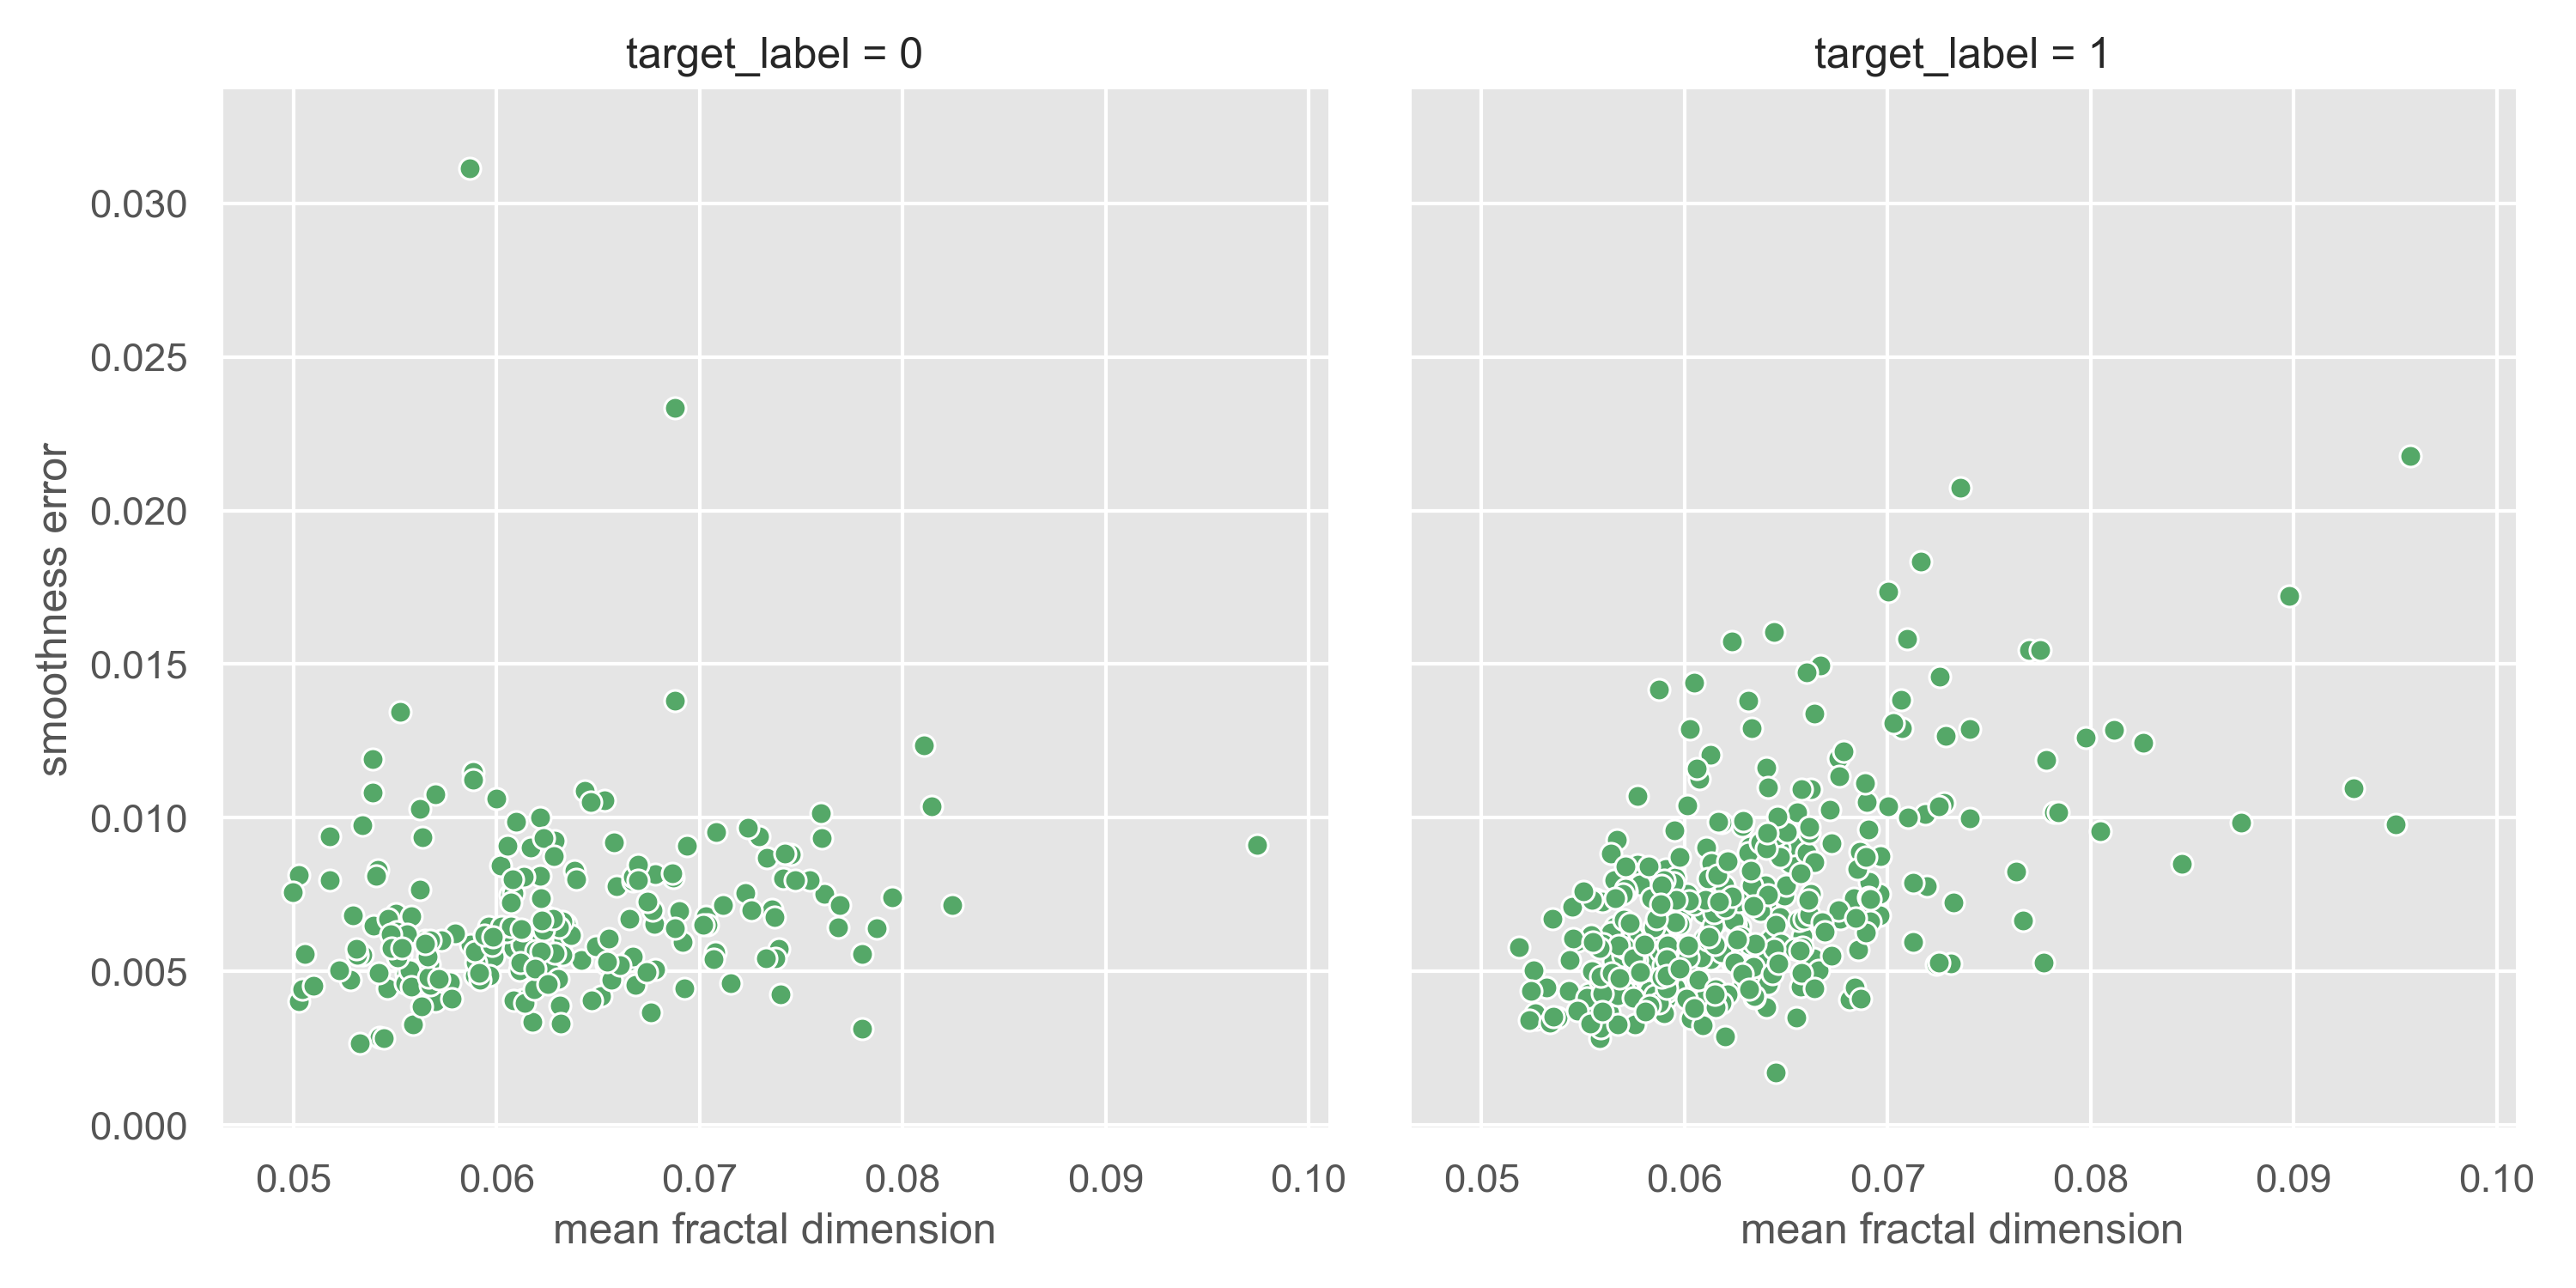 target_label = 0
target_label = 1
smoothness error
0.030
0.025
0.020
0.015
0.010
0.005
0.000
0.05 0.06 0.07 0.08 0.09 0.10
0.05 0.06 0.07 0.08 0.09 0.10
mean fractal dimension
mean fractal dimension